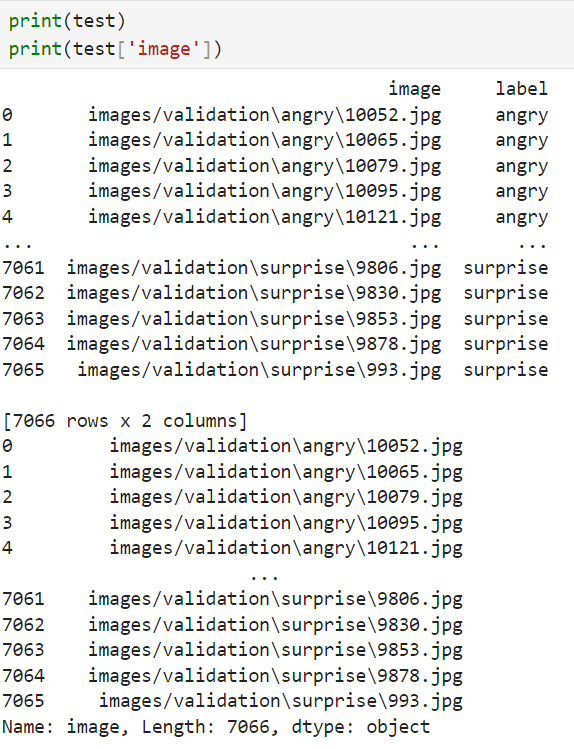 print(test)
print(test['image'])
image label
0 images/validation\angry\10052.jpg angry
1 images/validation\angry\10065.jpg angry
2 images/validation\angry\10079.jpg angry
3 images/validation\angry\10095.jpg angry
4 images/validation\angry\10121.jpg angry
... ... ...
7061 images/validation\surprise\9806.jpg surprise
7062 images/validation\surprise\9830.jpg surprise
7063 images/validation\surprise\9853.jpg surprise
7064 images/validation\surprise\9878.jpg surprise
7065 images/validation\surprise\993.jpg surprise
[7066 rows x 2 columns]
0 images/validation\angry\10052.jpg
1 images/validation\angry\10065.jpg
2 images/validation\angry\10079.jpg
3 images/validation\angry\10095.jpg
4 images/validation\angry\10121.jpg
...
7061 images/validation\surprise\9806.jpg
7062 images/validation\surprise\9830.jpg
7063 images/validation\surprise\9853.jpg
7064 images/validation\surprise\9878.jpg
7065 images/validation\surprise\993.jpg
Name: image, Length: 7066, dtype: object